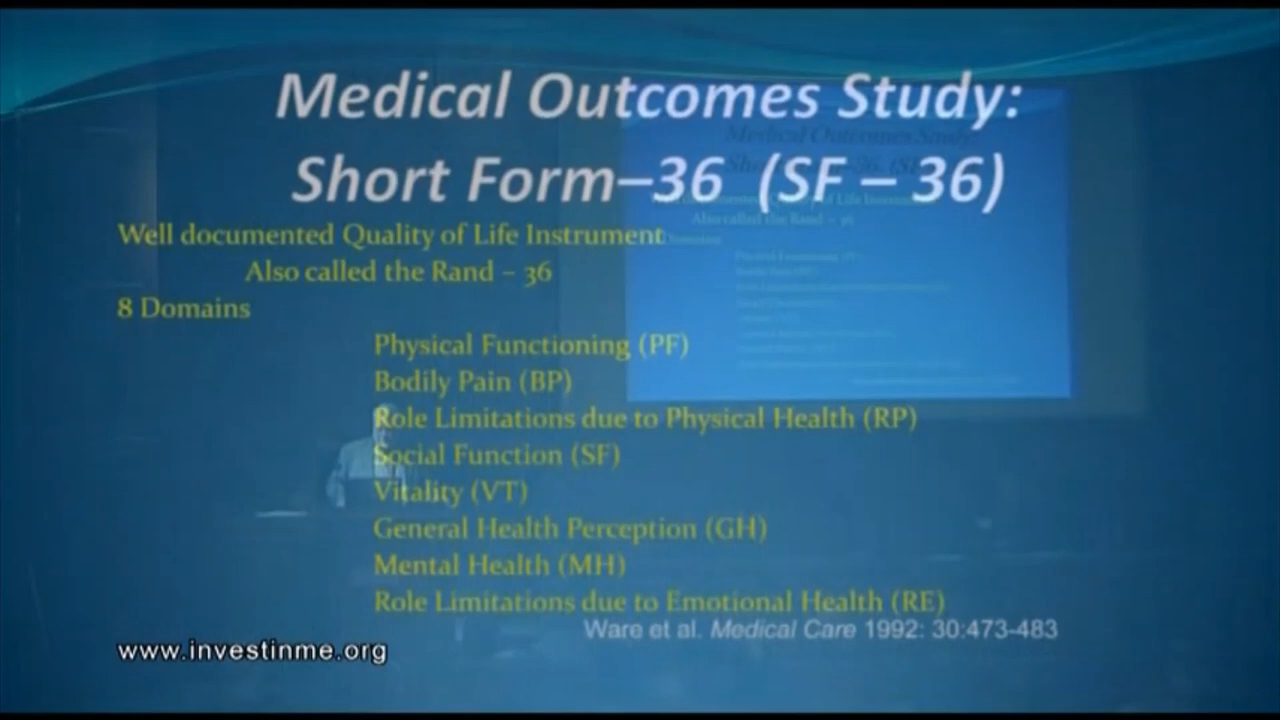 Medical Outcomes Study:
Short Form–36 (SF – 36)
Well documented Quality of Life Instrument
Also called the Rand – 36
8 Domains
Physical Functioning (PF)
Bodily Pain (BP)
Role Limitations due to Physical Health (RP)
Social Function (SF)
Vitality (VT)
General Health Perception (GH)
Mental Health (MH)
Role Limitations due to Emotional Health (RE)
Ware et al. Medical Care 1992: 30:473-483
www.investinme.org